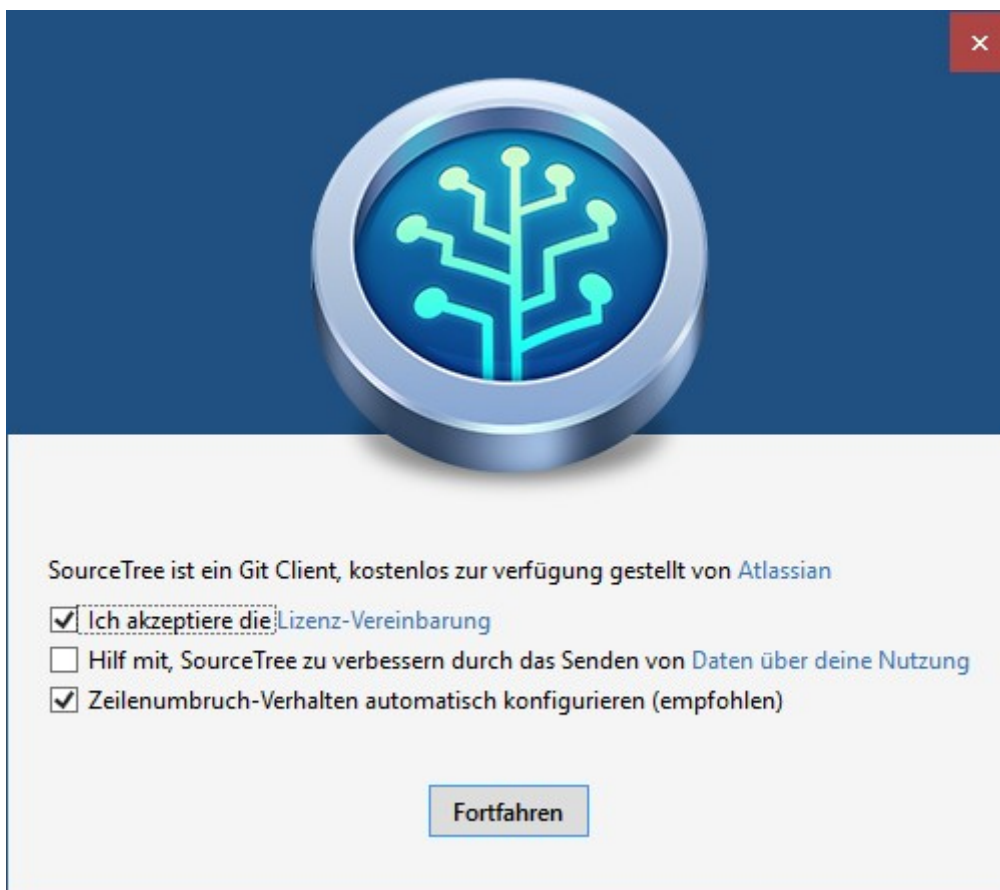 SourceTree ist ein Git Client, kostenlos zur verfügung gestellt von Atlassian
Ich akzeptiere die Lizenz-Vereinbarung
Hilf mit, SourceTree zu verbessern durch das Senden von Daten über deine Nutzung
Zeilenumbruch-Verhalten automatisch konfigurieren (empfohlen)
Fortfahren